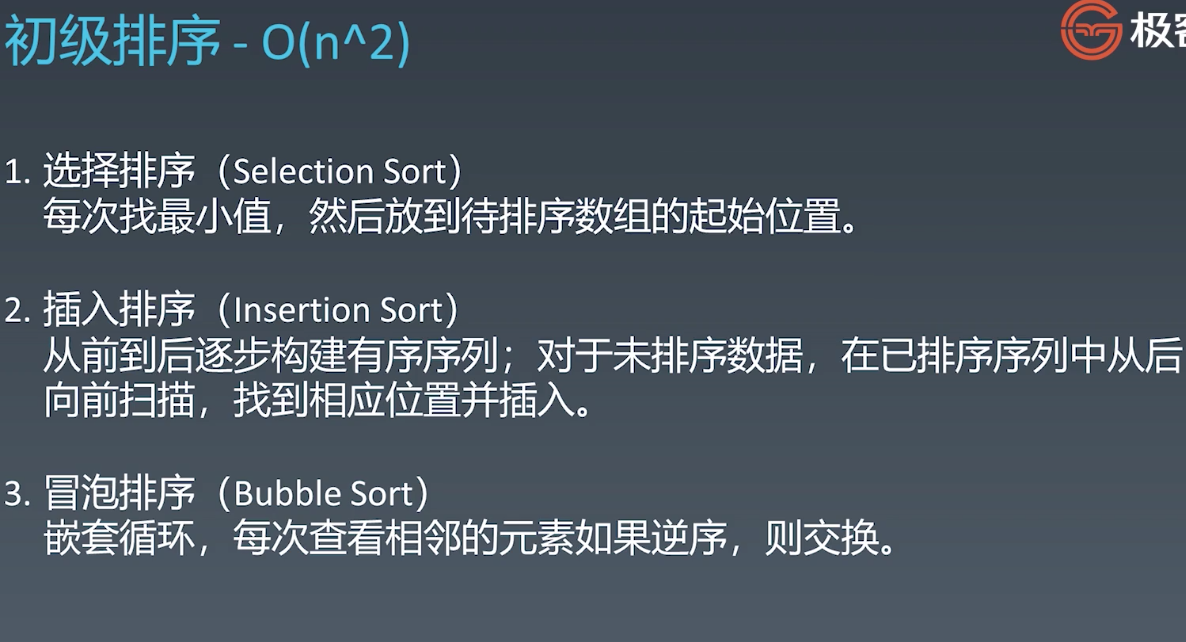 初级排序 - O(n^2)
极客
1. 选择排序（Selection Sort）
每次找最小值，然后放到待排序数组的起始位置。
2. 插入排序（Insertion Sort）
从前到后逐步构建有序序列；对于未排序数据，在已排序序列中从后
向前扫描，找到相应位置并插入。
3. 冒泡排序（Bubble Sort）
嵌套循环，每次查看相邻的元素如果逆序，则交换。